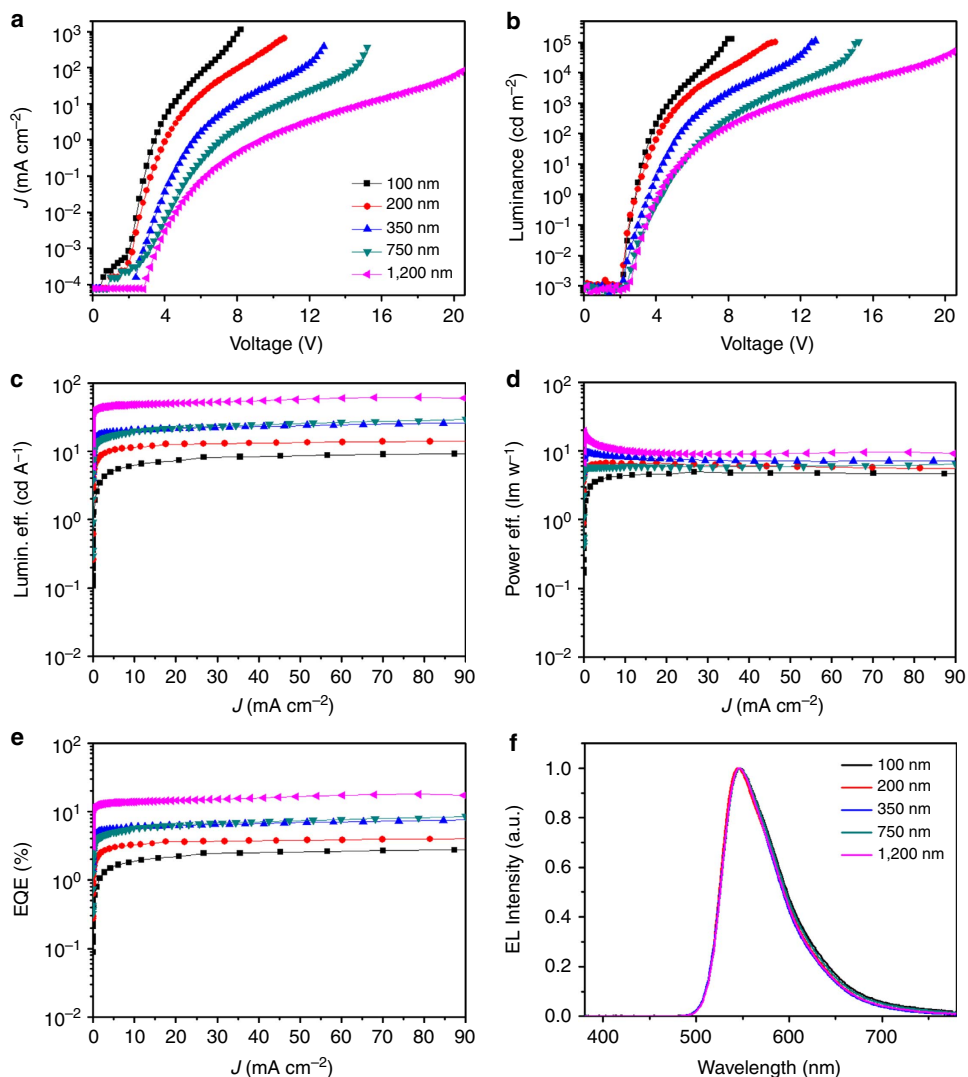 a
10³
10²
10¹
10⁰
10⁻¹
10⁻²
10⁻³
10⁻⁴
J (mA cm⁻²)
0 4 8 12 16 20
Voltage (V)
100 nm
200 nm
350 nm
750 nm
1,200 nm
b
10⁵
10⁴
10³
10²
10¹
10⁰
10⁻¹
10⁻²
10⁻³
Luminance (cd m⁻²)
0 4 8 12 16 20
Voltage (V)
c
10²
10¹
10⁰
10⁻¹
10⁻²
Lumin. eff. (cd A⁻¹)
0 10 20 30 40 50 60 70 80 90
J (mA cm⁻²)
d
10²
10¹
10⁰
10⁻¹
10⁻²
Power eff. (lm w⁻¹)
0 10 20 30 40 50 60 70 80 90
J (mA cm⁻²)
e
10²
10¹
10⁰
10⁻¹
10⁻²
EQE (%)
0 10 20 30 40 50 60 70 80 90
J (mA cm⁻²)
f
1.0
0.8
0.6
0.4
0.2
0.0
EL Intensity (a.u.)
400 500 600 700
Wavelength (nm)
100 nm
200 nm
350 nm
750 nm
1,200 nm